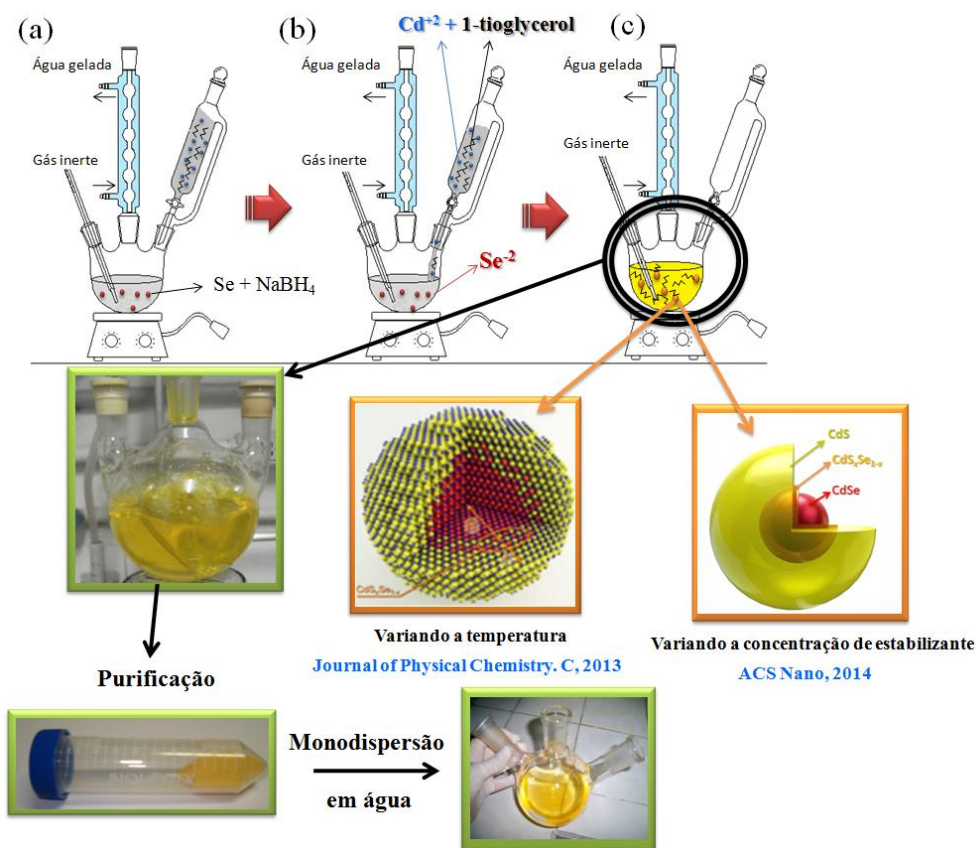 (a)
(b)
(c)
Cd+2 + 1-tioglycerol
Água gelada
Água gelada
Água gelada
Gás inerte
Gás inerte
Gás inerte
Se + NaBH4
Se-2
CdS
CdSxSe1-x
CdSe
CdSxSe1-x
Variando a temperatura
Journal of Physical Chemistry. C, 2013
Variando a concentração de estabilizante
ACS Nano, 2014
Purificação
Monodispersão
em água